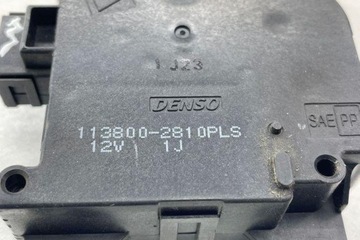 1J23
DENSO
113800-2810PLS
12V 1J
SAE PP